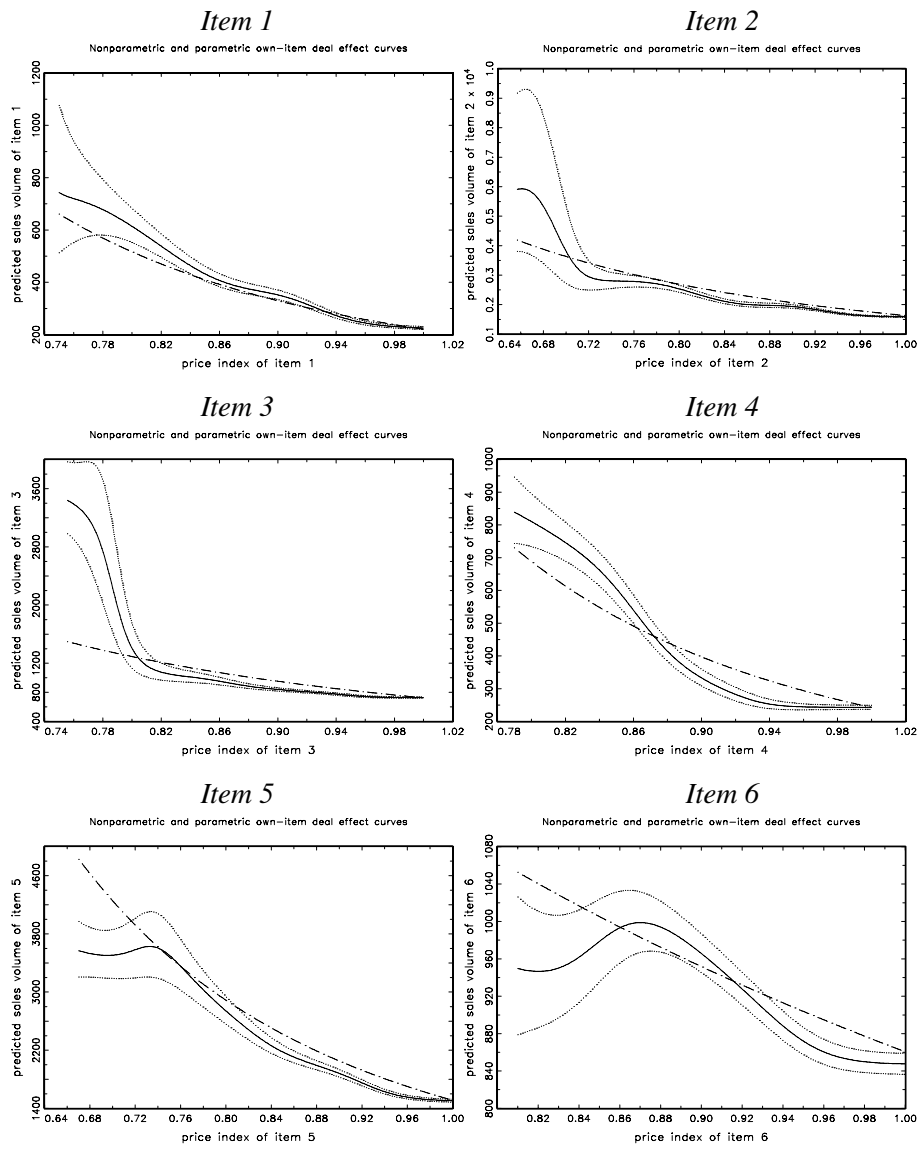 Item 1
Nonparametric and parametric own-item deal effect curves
predicted sales volume of item 1
1200
1000
800
600
400
200
0.74 0.78 0.82 0.86 0.90 0.94 0.98 1.02
price index of item 1
Item 2
Nonparametric and parametric own-item deal effect curves
predicted sales volume of item 2 x 10⁴
1.0
0.9
0.8
0.7
0.6
0.5
0.4
0.3
0.2
0.1
0.64 0.68 0.72 0.76 0.80 0.84 0.88 0.92 0.96 1.00
price index of item 2
Item 3
Nonparametric and parametric own-item deal effect curves
predicted sales volume of item 3
3600
2800
2000
1200
800
400
0.74 0.78 0.82 0.86 0.90 0.94 0.98 1.02
price index of item 3
Item 4
Nonparametric and parametric own-item deal effect curves
predicted sales volume of item 4
1000
900
800
700
600
500
400
300
200
0.78 0.82 0.86 0.90 0.94 0.98 1.02
price index of item 4
Item 5
Nonparametric and parametric own-item deal effect curves
predicted sales volume of item 5
4600
3800
3000
2200
1400
0.64 0.68 0.72 0.76 0.80 0.84 0.88 0.92 0.96 1.00
price index of item 5
Item 6
Nonparametric and parametric own-item deal effect curves
predicted sales volume of item 6
1080
1040
1000
960
920
880
840
800
0.82 0.84 0.86 0.88 0.90 0.92 0.94 0.96 0.98 1.00
price index of item 6